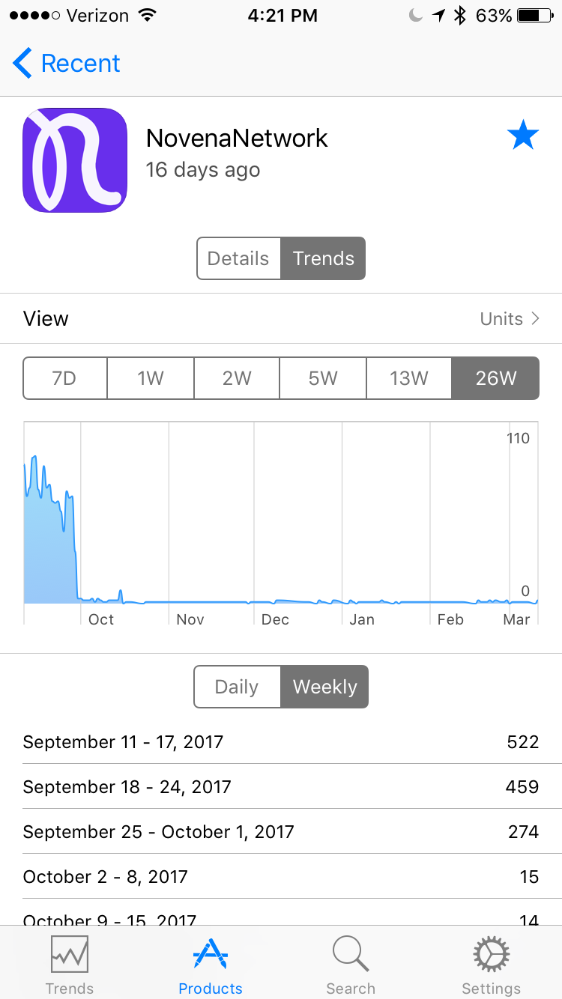 Verizon 4:21 PM 63%
Recent
NovenaNetwork
16 days ago
Details Trends
View Units
7D 1W 2W 5W 13W 26W
110
0
Oct Nov Dec Jan Feb Mar
Daily Weekly
September 11 - 17, 2017 522
September 18 - 24, 2017 459
September 25 - October 1, 2017 274
October 2 - 8, 2017 15
October 9 - 15, 2017 14
Trends Products Search Settings